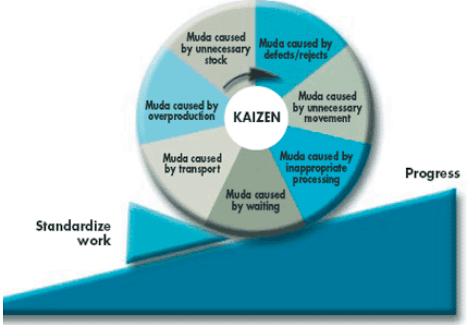 Muda caused
by unnecessary
stock
Muda caused by
defects/rejects
Muda caused by
overproduction
KAIZEN
Muda caused
by unnecessary
movement
Muda caused
by transport
Muda caused by
inappropriate
processing
Muda caused
by waiting
Progress
Standardize
work